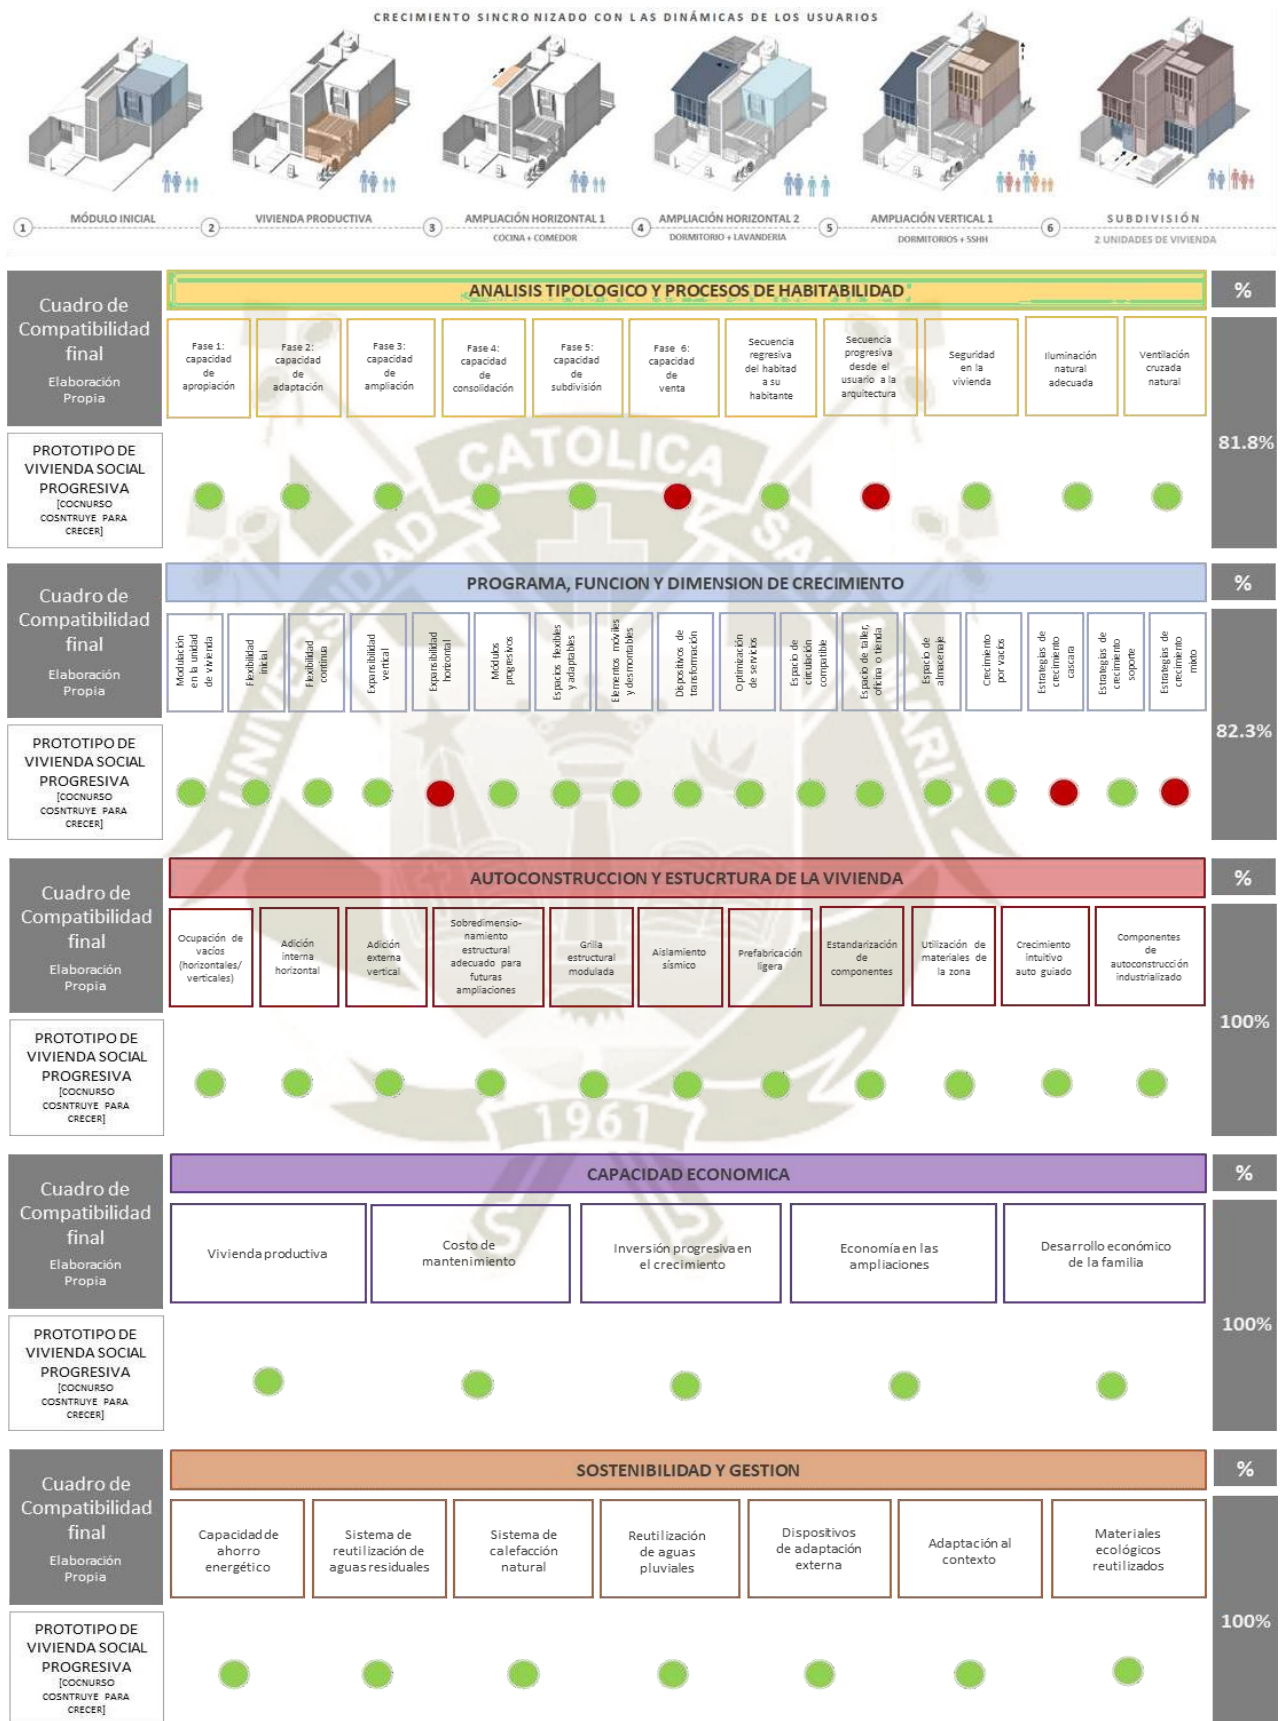 CRECIMIENTO SINCRONIZADO CON LAS DINÁMICAS DE LOS USUARIOS
1
MÓDULO INICIAL
2
VIVIENDA PRODUCTIVA
3
AMPLIACIÓN HORIZONTAL 1
COCINA + COMEDOR
4
AMPLIACIÓN HORIZONTAL 2
DORMITORIO + LAVANDERIA
5
AMPLIACIÓN VERTICAL 1
DORMITORIOS + SSHH
6
SUBDIVISIÓN
2 UNIDADES DE VIVIENDA
Cuadro de
Compatibilidad
final
Elaboración
Propia
ANALISIS TIPOLOGICO Y PROCESOS DE HABITABILIDAD
%
Fase 1:
capacidad
de
apropiación
Fase 2:
capacidad
de
adaptación
Fase 3:
capacidad
de
ampliación
Fase 4:
capacidad
de
consolidación
Fase 5:
capacidad
de
subdivisión
Fase 6:
capacidad
de
venta
Secuencia
regresiva
del habitad
a su
habitante
Secuencia
progresiva
desde el
usuario a la
arquitectura
Seguridad
en la
vivienda
Iluminación
natural
adecuada
Ventilación
cruzada
natural
PROTOTIPO DE
VIVIENDA SOCIAL
PROGRESIVA
[COCNURSO
COSNTRUYE PARA
CRECER]
81.8%
Cuadro de
Compatibilidad
final
Elaboración
Propia
PROGRAMA, FUNCION Y DIMENSION DE CRECIMIENTO
%
Modulación
en la unidad
de vivienda
Flexibilidad
inicial
Flexibilidad
continua
Expansibilidad
vertical
Expansibilidad
horizontal
Módulos
progresivos
Espacios flexibles
y adaptables
Elementos móviles
y desmontables
Dispositivos de
transformación
Optimización
de servicios
Espacio de
circulación
compatible
Espacio de taller,
oficina o tienda
Espacio de
almacenaje
Crecimiento
por vacios
Estrategias de
crecimiento
cascara
Estrategias de
crecimiento
soporte
Estrategias de
crecimiento
mixto
PROTOTIPO DE
VIVIENDA SOCIAL
PROGRESIVA
[COCNURSO
COSNTRUYE PARA
CRECER]
82.3%
Cuadro de
Compatibilidad
final
Elaboración
Propia
AUTOCONSTRUCCION Y ESTUCRTURA DE LA VIVIENDA
%
Ocupación de
vacíos
(horizontales/
verticales)
Adición
interna
horizontal
Adición
externa
vertical
Sobredimensio-
namiento
estructural
adecuado para
futuras
ampliaciones
Grilla
estructural
modulada
Aislamiento
sísmico
Prefabricación
ligera
Estandarización
de
componentes
Utilización de
materiales de
la zona
Crecimiento
intuitivo
auto guiado
Componentes
de
autoconstrucción
industrializado
PROTOTIPO DE
VIVIENDA SOCIAL
PROGRESIVA
[COCNURSO
COSNTRUYE PARA
CRECER]
100%
Cuadro de
Compatibilidad
final
Elaboración
Propia
CAPACIDAD ECONOMICA
%
Vivienda productiva
Costo de
mantenimiento
Inversión progresiva en
el crecimiento
Economía en las
ampliaciones
Desarrollo económico
de la familia
PROTOTIPO DE
VIVIENDA SOCIAL
PROGRESIVA
[COCNURSO
COSNTRUYE PARA
CRECER]
100%
Cuadro de
Compatibilidad
final
Elaboración
Propia
SOSTENIBILIDAD Y GESTION
%
Capacidad de
ahorro
energético
Sistema de
reutilización de
aguas residuales
Sistema de
calefacción
natural
Reutilización
de aguas
pluviales
Dispositivos
de adaptación
externa
Adaptación al
contexto
Materiales
ecológicos
reutilizados
PROTOTIPO DE
VIVIENDA SOCIAL
PROGRESIVA
[COCNURSO
COSNTRUYE PARA
CRECER]
100%
UNIVERSIDAD CATOLICA SANTA MARIA
1961